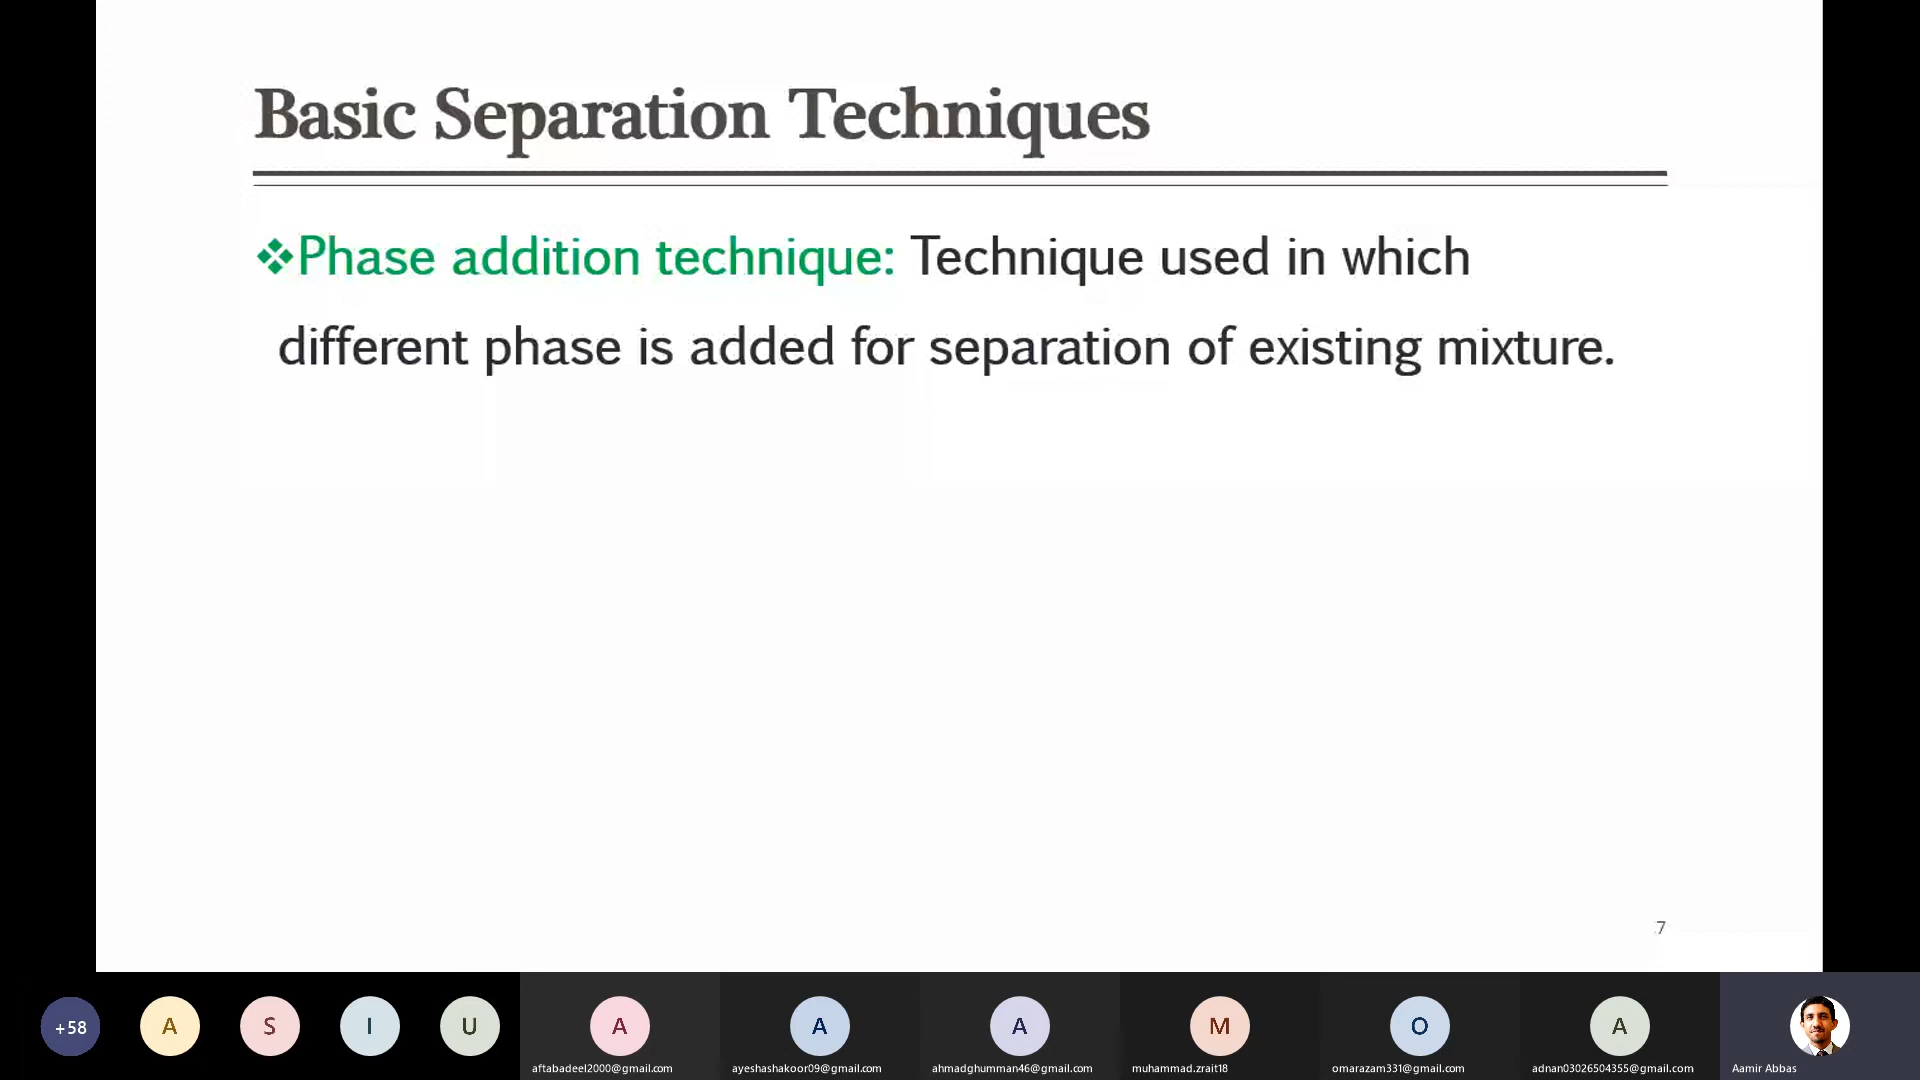 Basic Separation Techniques
❖Phase addition technique: Technique used in which
different phase is added for separation of existing mixture.
7
+58
A
S
I
U
A
A
A
M
O
A
aftabadeel2000@gmail.com
ayeshashakoor09@gmail.com
ahmadghumman46@gmail.com
muhammad.zrait18
omarazam331@gmail.com
adnan03026504355@gmail.com
Aamir Abbas